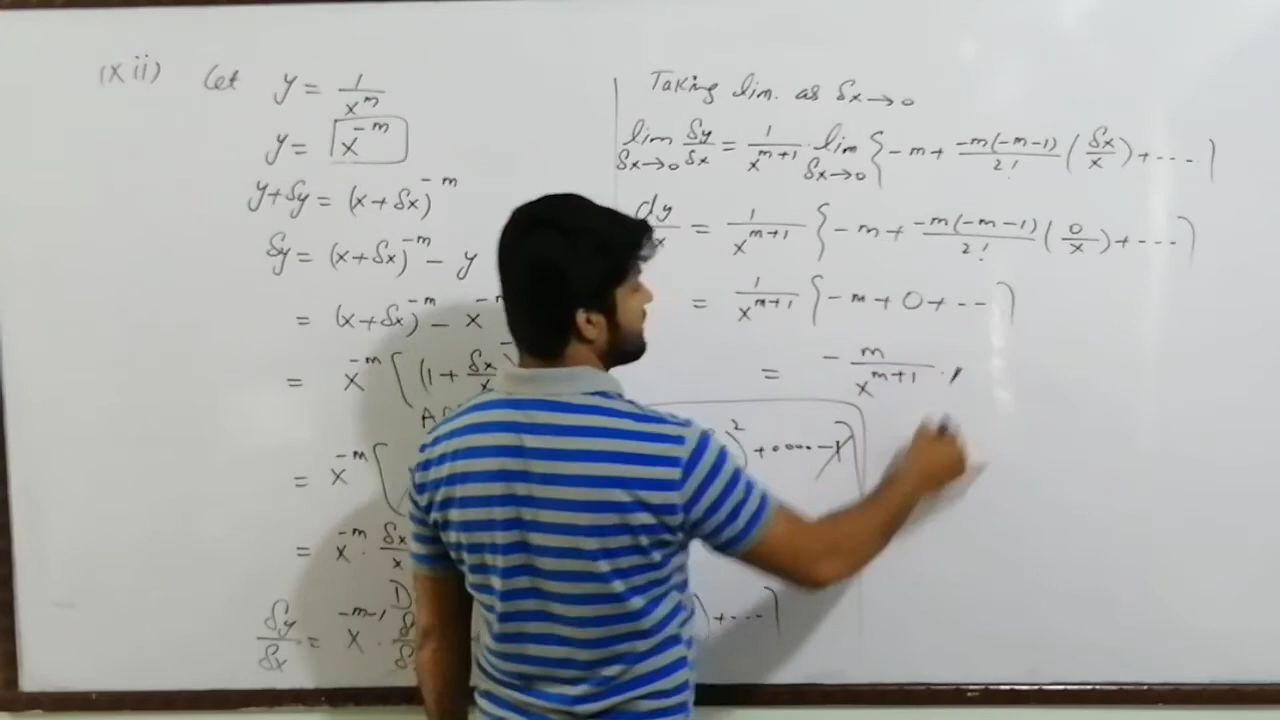 (xii) Let y = 1/x^m
y = x^-m
y+δy = (x+δx)^-m
δy = (x+δx)^-m - y
= (x+δx)^-m - x
= x^-m [ (1 + δx/x
= x^-m [
= x^-m · δx/x
δy/δx = x^-m-1 ·
Taking lim. as δx→0
lim δx→0 δy/δx = 1/x^m+1 · lim δx→0 { -m + -m(-m-1)/2! (δx/x) + ---- }
dy/x = 1/x^m+1 { -m + -m(-m-1)/2! (0/x) + --- }
= 1/x^m+1 { -m + 0 + -- }
= - m/x^m+1 .
)^2 + .... - 1 ]
) + --- ]